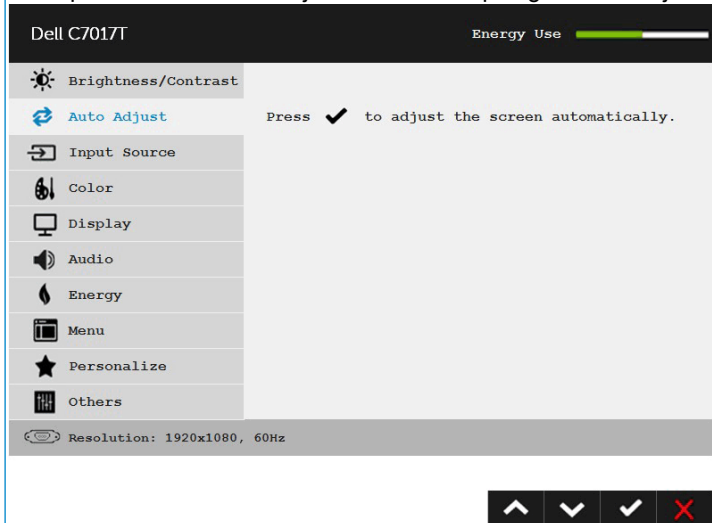 Dell C7017T
Energy Use
Brightness/Contrast
Auto Adjust
Press ✔ to adjust the screen automatically.
Input Source
Color
Display
Audio
Energy
Menu
Personalize
Others
Resolution: 1920x1080, 60Hz